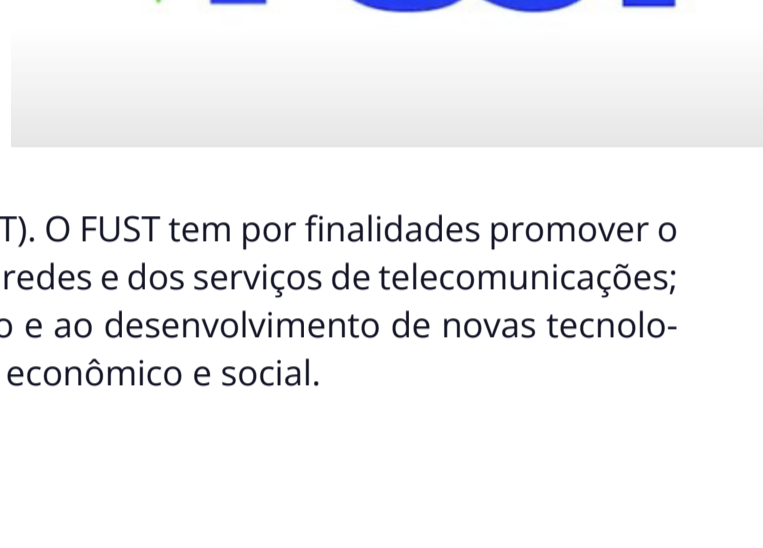 T). O FUST tem por finalidades promover o
redes e dos serviços de telecomunicações;
o e ao desenvolvimento de novas tecnolo-
econômico e social.